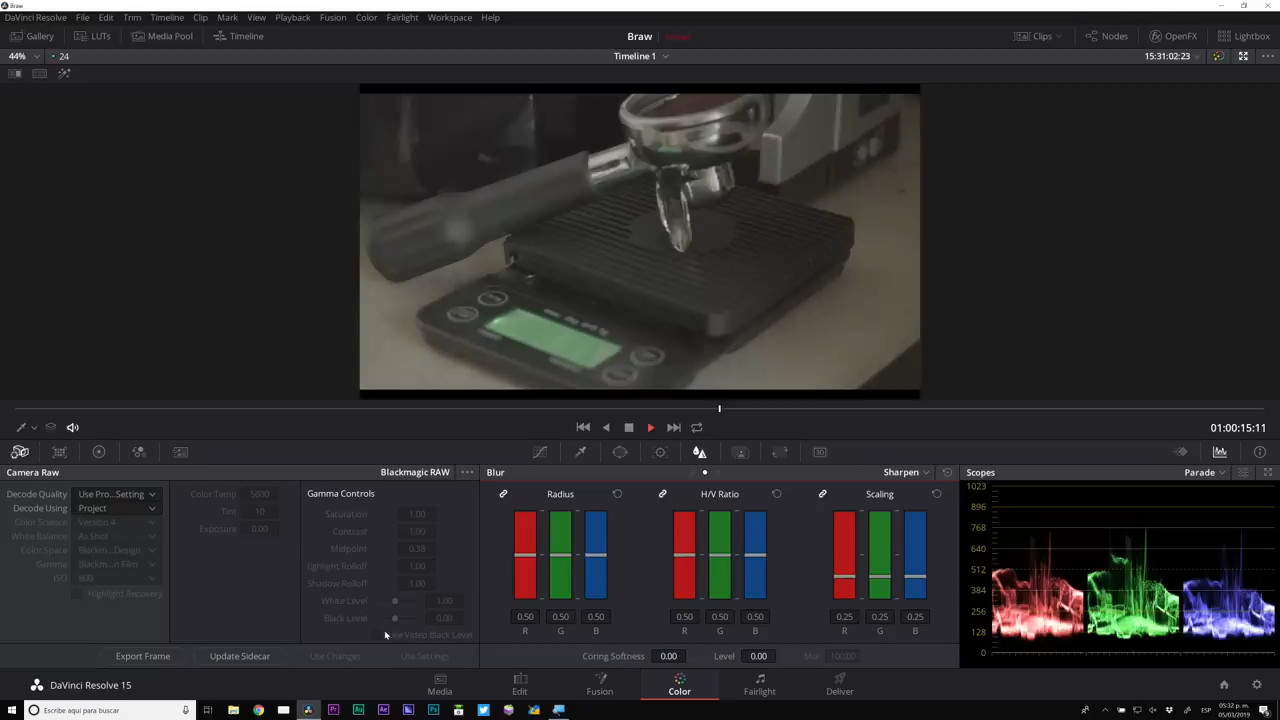 Braw
DaVinci Resolve File Edit Trim Timeline Clip Mark View Playback Fusion Color Fairlight Workspace Help
Gallery LUTs Media Pool Timeline Braw Clips Nodes OpenFX Lightbox
44% 24 Timeline 1 15:31:02:23
01:00:15:11
Camera Raw Blackmagic RAW Blur Sharpen Scopes Parade
Decode Quality Use Pro...Setting
Decode Using Project
Color Science Version 4
White Balance As Shot
Color Space Blackm...Design
Gamma Blackm...n Film
ISO 800
Highlight Recovery
Color Temp 5600
Tint 10
Exposure 0.00
Gamma Controls
Saturation 1.00
Contrast 1.00
Midpoint 0.38
Highlight Rolloff 1.00
Shadow Rolloff 1.00
White Level 1.00
Black Level 0.00
Use Video Black Level
Radius H/V Ratio Scaling
0.50 0.50 0.50 0.50 0.50 0.50 0.25 0.25 0.25
R G B R G B R G B
1023
896
768
640
512
384
256
128
0
Export Frame Update Sidecar Use Changes Use Settings Coring Softness 0.00 Level 0.00 Mix 100.00
DaVinci Resolve 15 Media Edit Fusion Color Fairlight Deliver
Escribe aquí para buscar
ESP
05:32 p. m.
05/03/2019